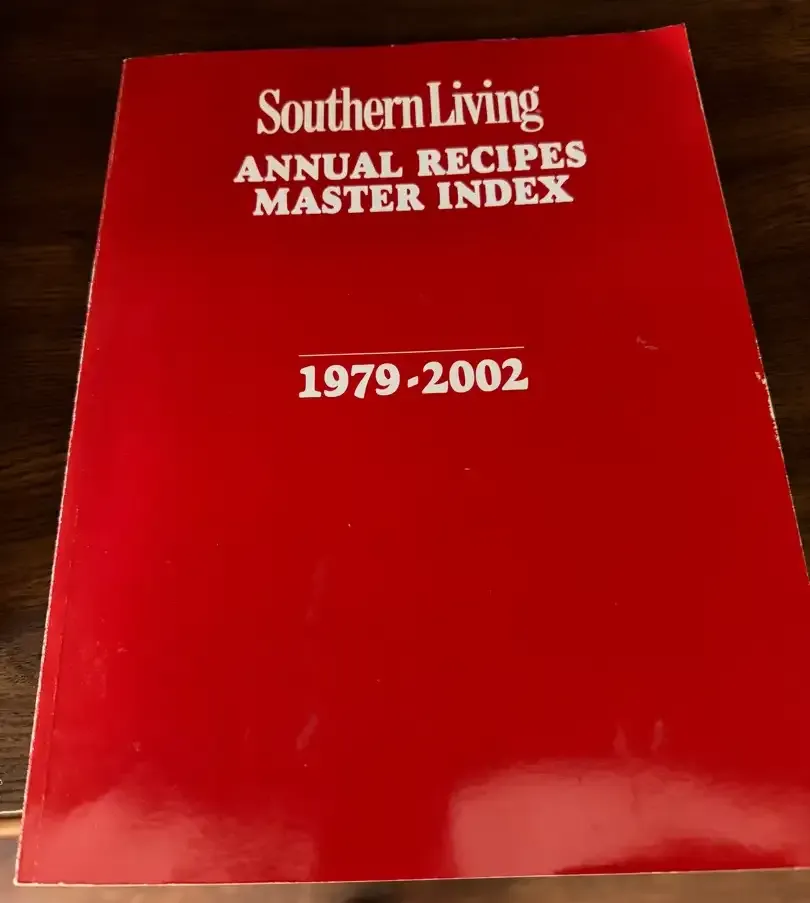 Southern Living
ANNUAL RECIPES
MASTER INDEX
1979-2002